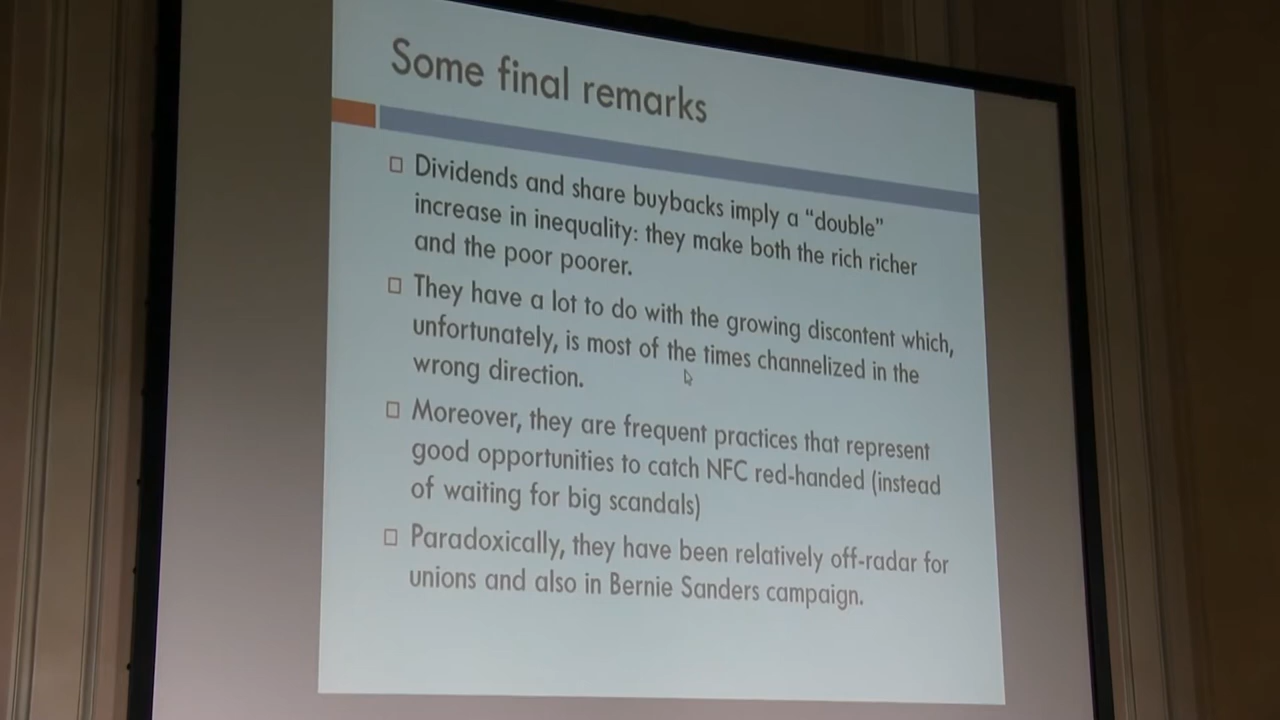 Some final remarks
Dividends and share buybacks imply a “double”
increase in inequality: they make both the rich richer
and the poor poorer.
They have a lot to do with the growing discontent which,
unfortunately, is most of the times channelized in the
wrong direction.
Moreover, they are frequent practices that represent
good opportunities to catch NFC red-handed (instead
of waiting for big scandals)
Paradoxically, they have been relatively off-radar for
unions and also in Bernie Sanders campaign.